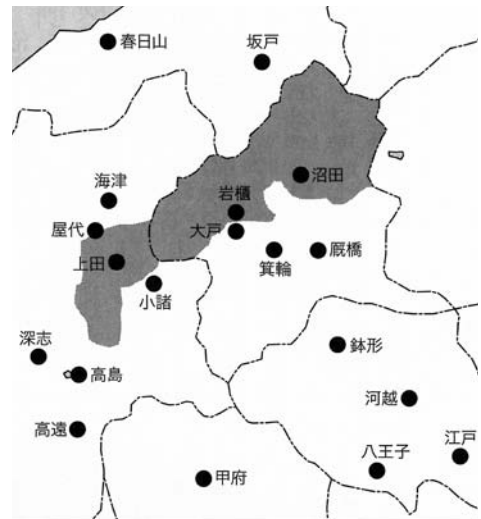 春日山
坂戸
沼田
海津
岩櫃
屋代
大戸
上田
箕輪
厩橋
小諸
深志
鉢形
高島
河越
高遠
江戸
八王子
甲府